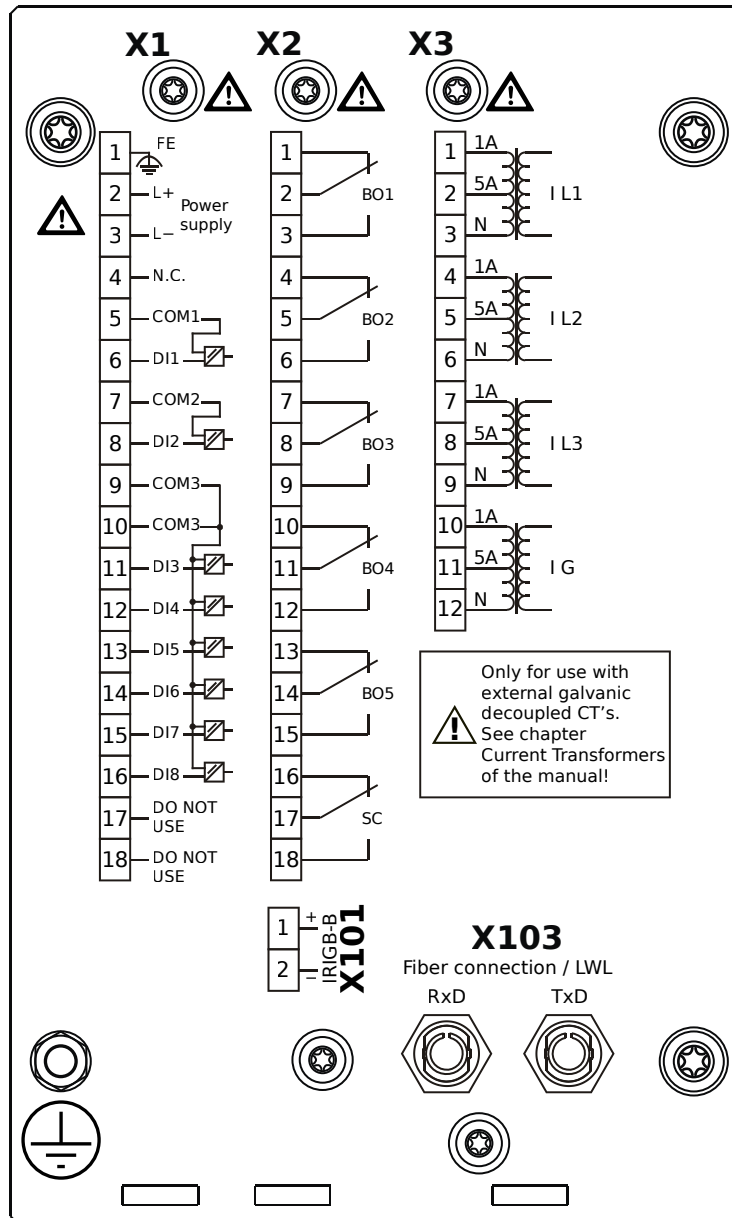 X1 X2 X3
1 FE
2 L+
3 L−
Power
supply
4 N.C.
5 COM1
6 DI1
7 COM2
8 DI2
9 COM3
10 COM3
11 DI3
12 DI4
13 DI5
14 DI6
15 DI7
16 DI8
17 DO NOT
USE
18 DO NOT
USE
1
2 BO1
3
4
5 BO2
6
7
8 BO3
9
10
11 BO4
12
13
14 BO5
15
16
17 SC
18
1 1A
2 5A I L1
3 N
4 1A
5 5A I L2
6 N
7 1A
8 5A I L3
9 N
10 1A
11 5A I G
12 N
Only for use with
external galvanic
decoupled CT's.
See chapter
Current Transformers
of the manual!
1 +
2 −
IRIGB-B
X101
X103
Fiber connection / LWL
RxD TxD